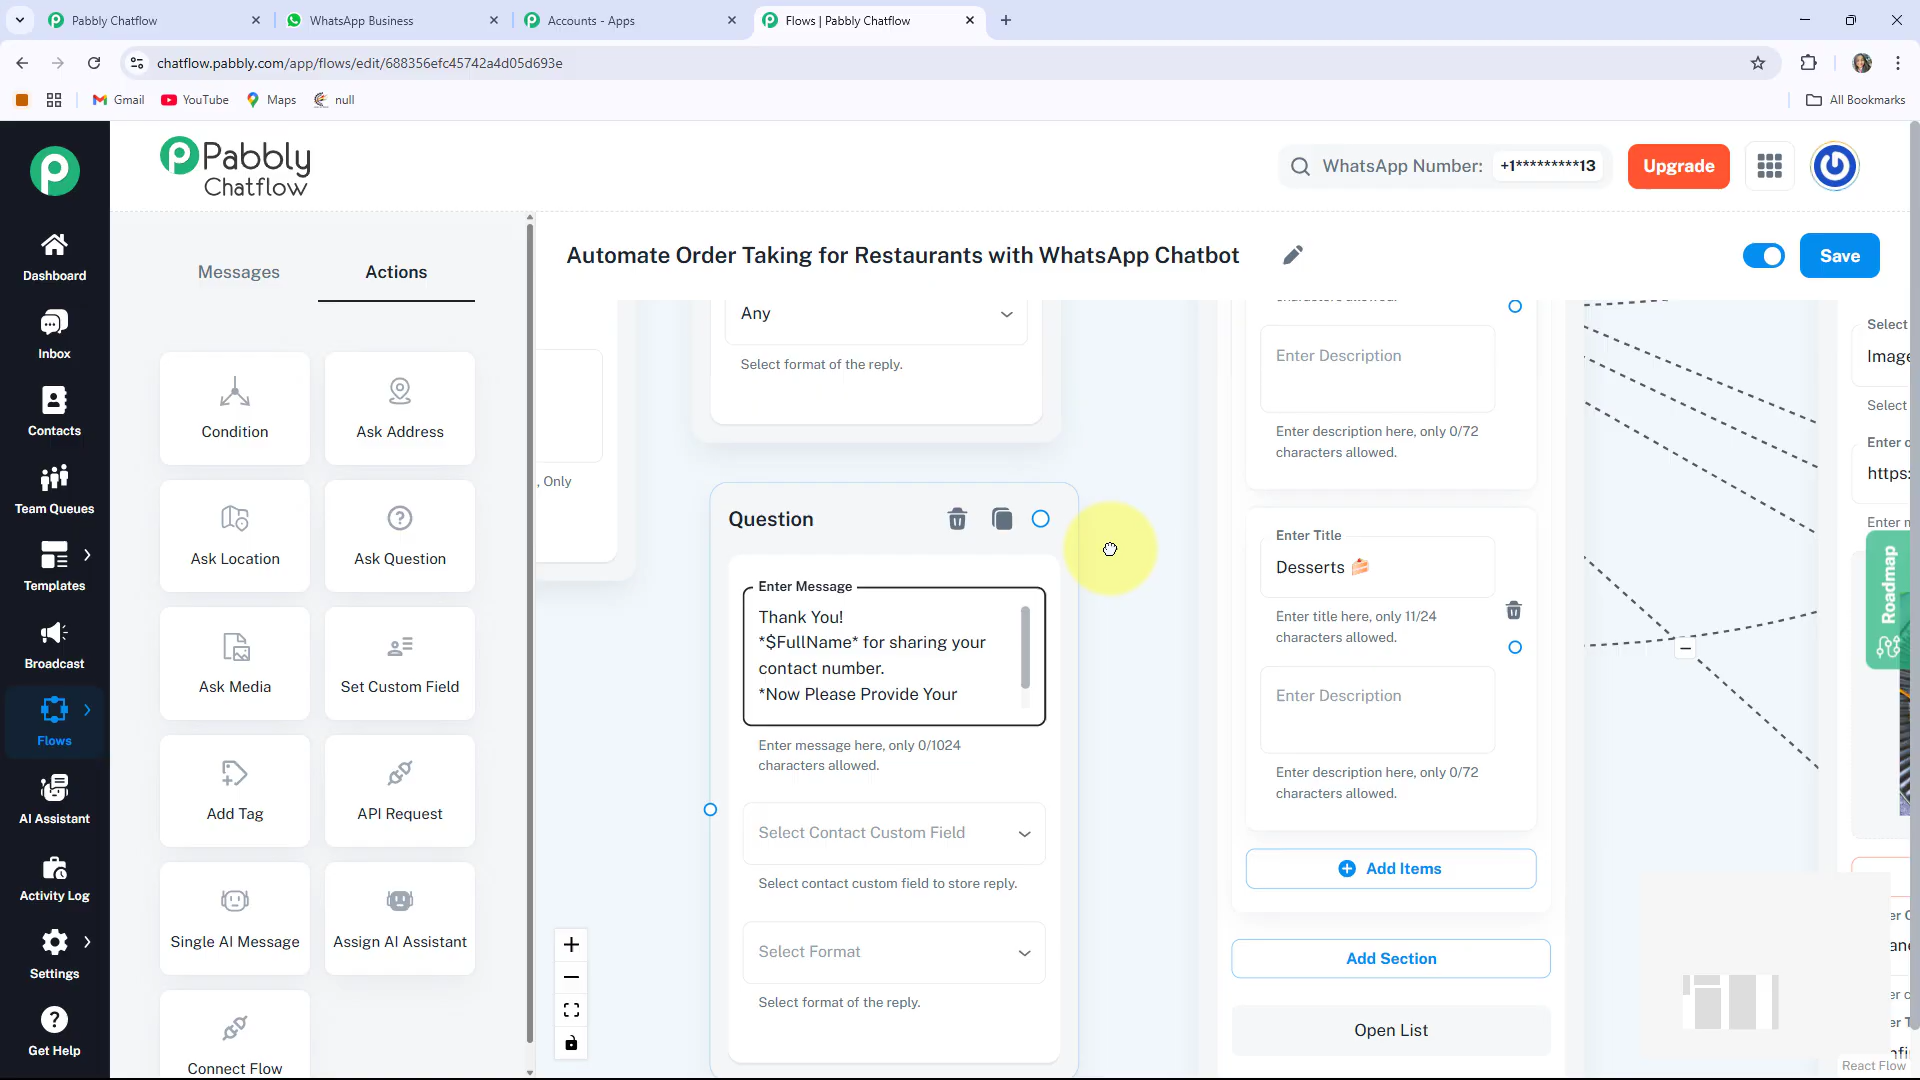 Pabbly Chatflow
WhatsApp Business
Accounts - Apps
Flows | Pabbly Chatflow
chatflow.pabbly.com/app/flows/edit/688356efc45742a4d05d693e
Gmail
YouTube
Maps
null
All Bookmarks
Pabbly
Chatflow
WhatsApp Number: +1*********13
Upgrade
Dashboard
Inbox
Contacts
Team Queues
Templates
Broadcast
Flows
AI Assistant
Activity Log
Settings
Get Help
Messages
Actions
Condition
Ask Address
Ask Location
Ask Question
Ask Media
Set Custom Field
Add Tag
API Request
Single AI Message
Assign AI Assistant
Connect Flow
Automate Order Taking for Restaurants with WhatsApp Chatbot
Save
, Only
Any
Select format of the reply.
Question
Enter Message
Thank You!
*$FullName* for sharing your
contact number.
*Now Please Provide Your
Enter message here, only 0/1024
characters allowed.
Select Contact Custom Field
Select contact custom field to store reply.
Select Format
Select format of the reply.
characters allowed.
Enter Description
Enter description here, only 0/72
characters allowed.
Enter Title
Desserts 🍰
Enter title here, only 11/24
characters allowed.
Enter Description
Enter description here, only 0/72
characters allowed.
Add Items
Add Section
Open List
Select
Image
Select
Enter
https:
Enter
Roadmap
React Flow